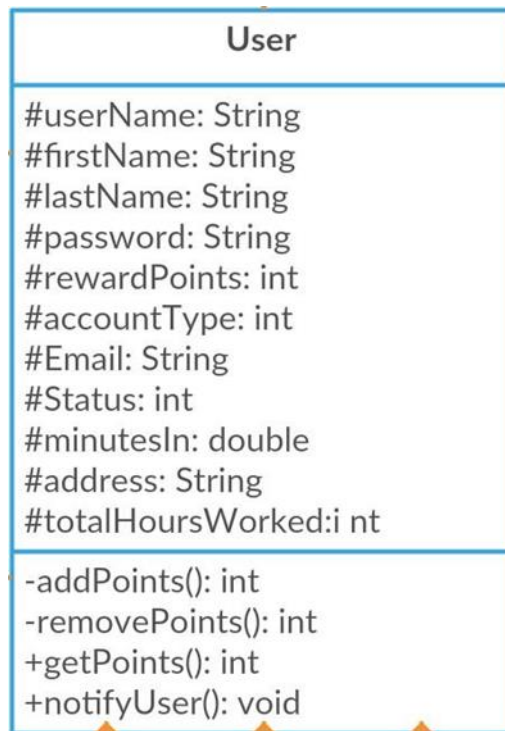 User
#userName: String
#firstName: String
#lastName: String
#password: String
#rewardPoints: int
#accountType: int
#Email: String
#Status: int
#minutesIn: double
#address: String
#totalHoursWorked:i nt
-addPoints(): int
-removePoints(): int
+getPoints(): int
+notifyUser(): void